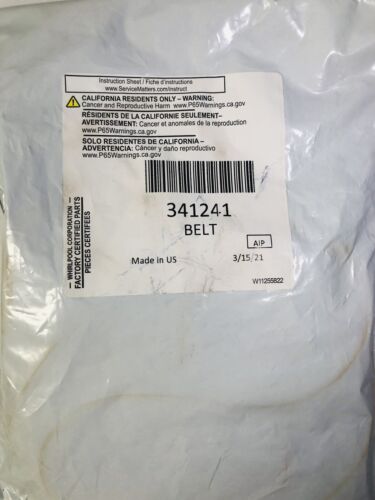 Instruction Sheet / Fiche d'instructions
www.ServiceMatters.com/instruct
CALIFORNIA RESIDENTS ONLY – WARNING:
Cancer and Reproductive Harm www.P65Warnings.ca.gov
RÉSIDENTS DE LA CALIFORNIE SEULEMENT–
AVERTISSEMENT: Cancer et anomales de la reproduction
www.P65Warnings.ca.gov
SOLO RESIDENTES DE CALIFORNIA –
ADVERTENCIA: Cáncer y daño reproductivo
www.P65Warnings.ca.gov
341241
BELT
AIP
Made in US
3/15/21
W11255822
— WHIRLPOOL CORPORATION —
FACTORY CERTIFIED PARTS
PIECES CERTIFEES